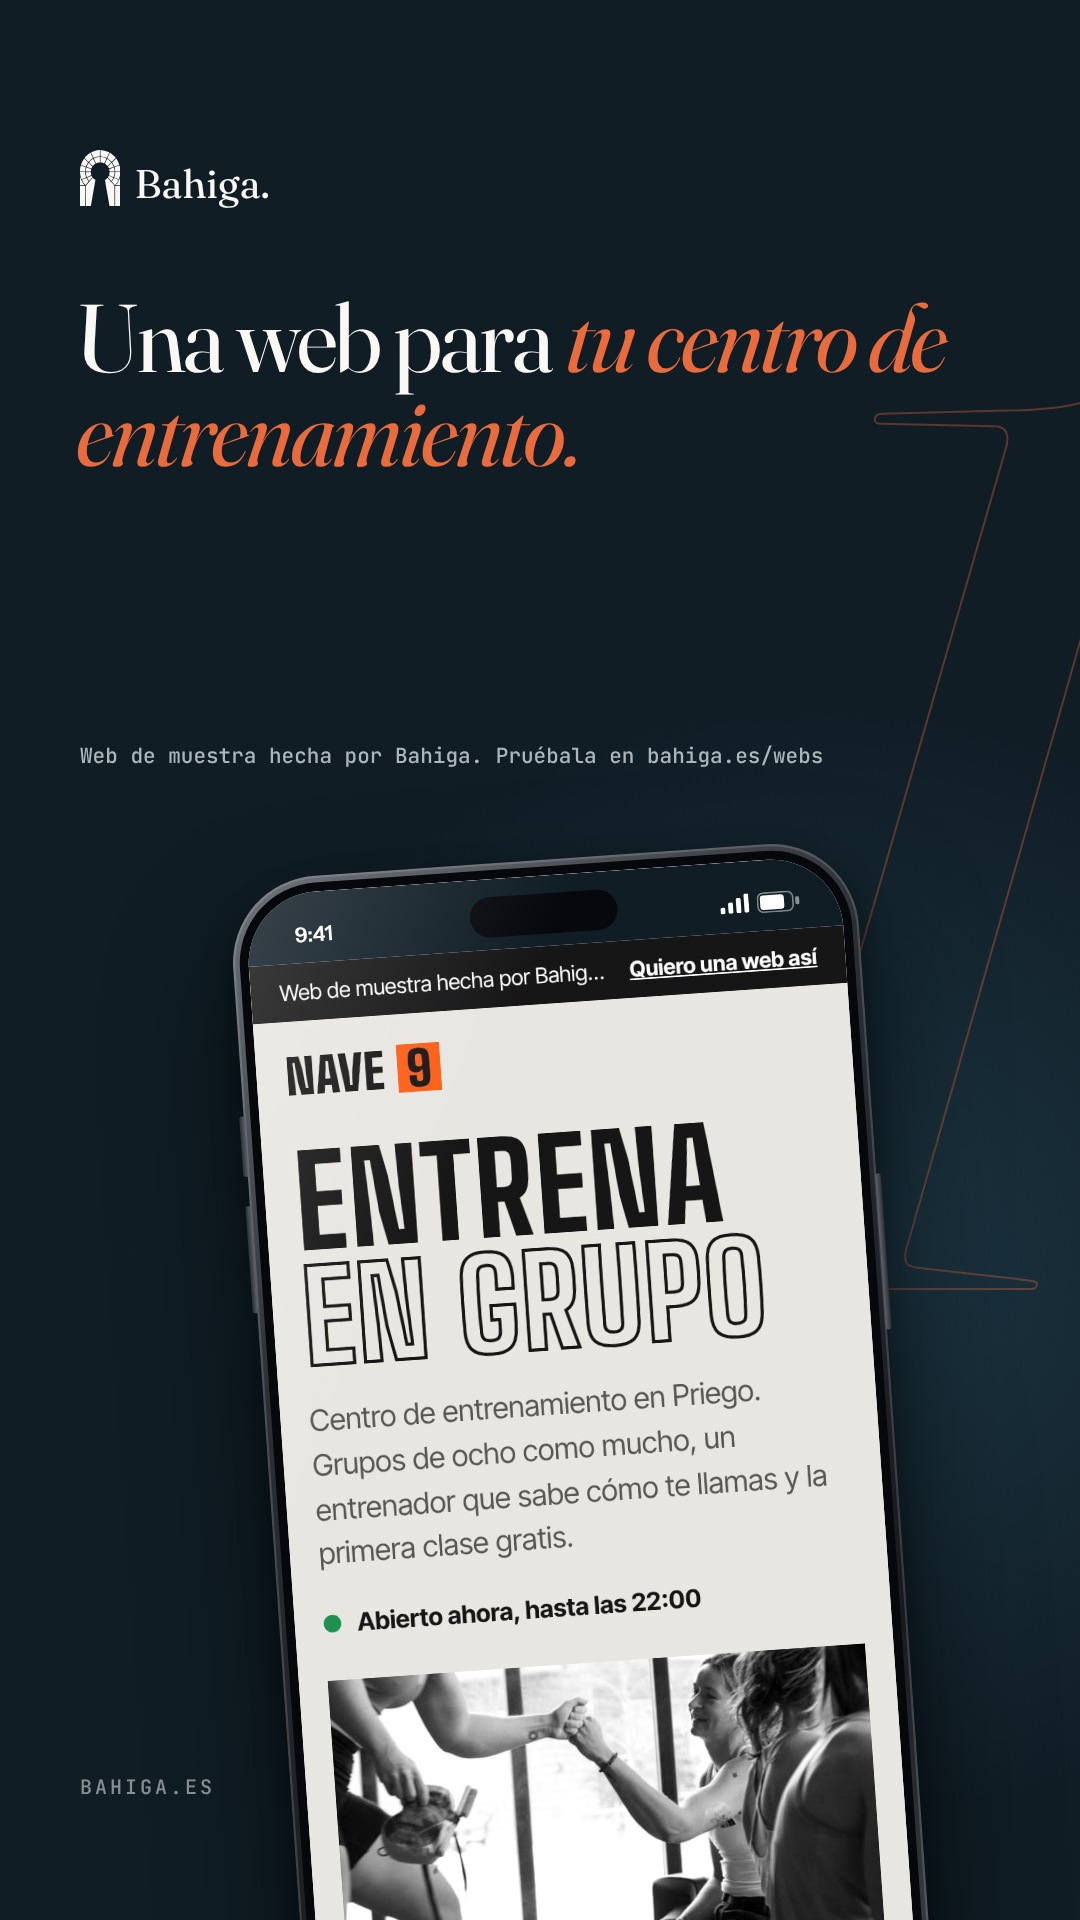 Bahiga.
Una web para tu centro de
entrenamiento.
Web de muestra hecha por Bahiga. Pruébala en bahiga.es/webs
9:41
Web de muestra hecha por Bahig... Quiero una web así
NAVE 9
ENTRENA
EN GRUPO
Centro de entrenamiento en Priego.
Grupos de ocho como mucho, un
entrenador que sabe cómo te llamas y la
primera clase gratis.
Abierto ahora, hasta las 22:00
BAHIGA.ES